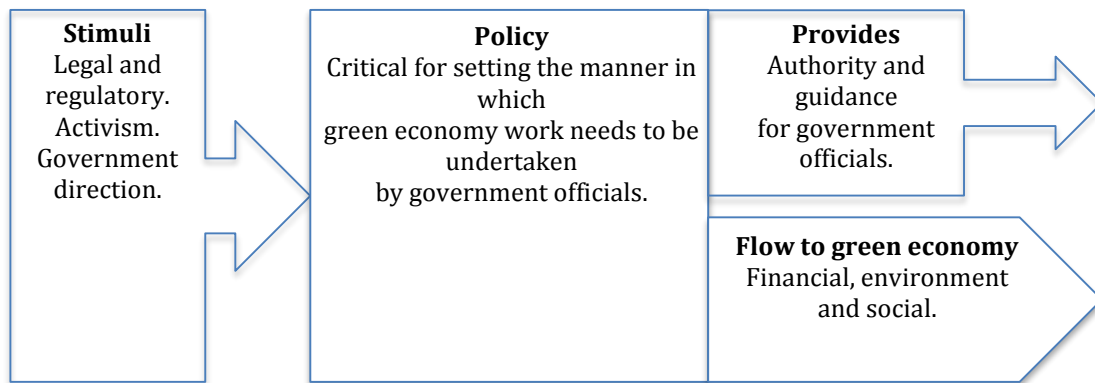 Stimuli
Legal and
regulatory.
Activism.
Government
direction.
Policy
Critical for setting the manner in
which
green economy work needs to be
undertaken
by government officials.
Provides
Authority and
guidance
for government
officials.
Flow to green economy
Financial, environment
and social.